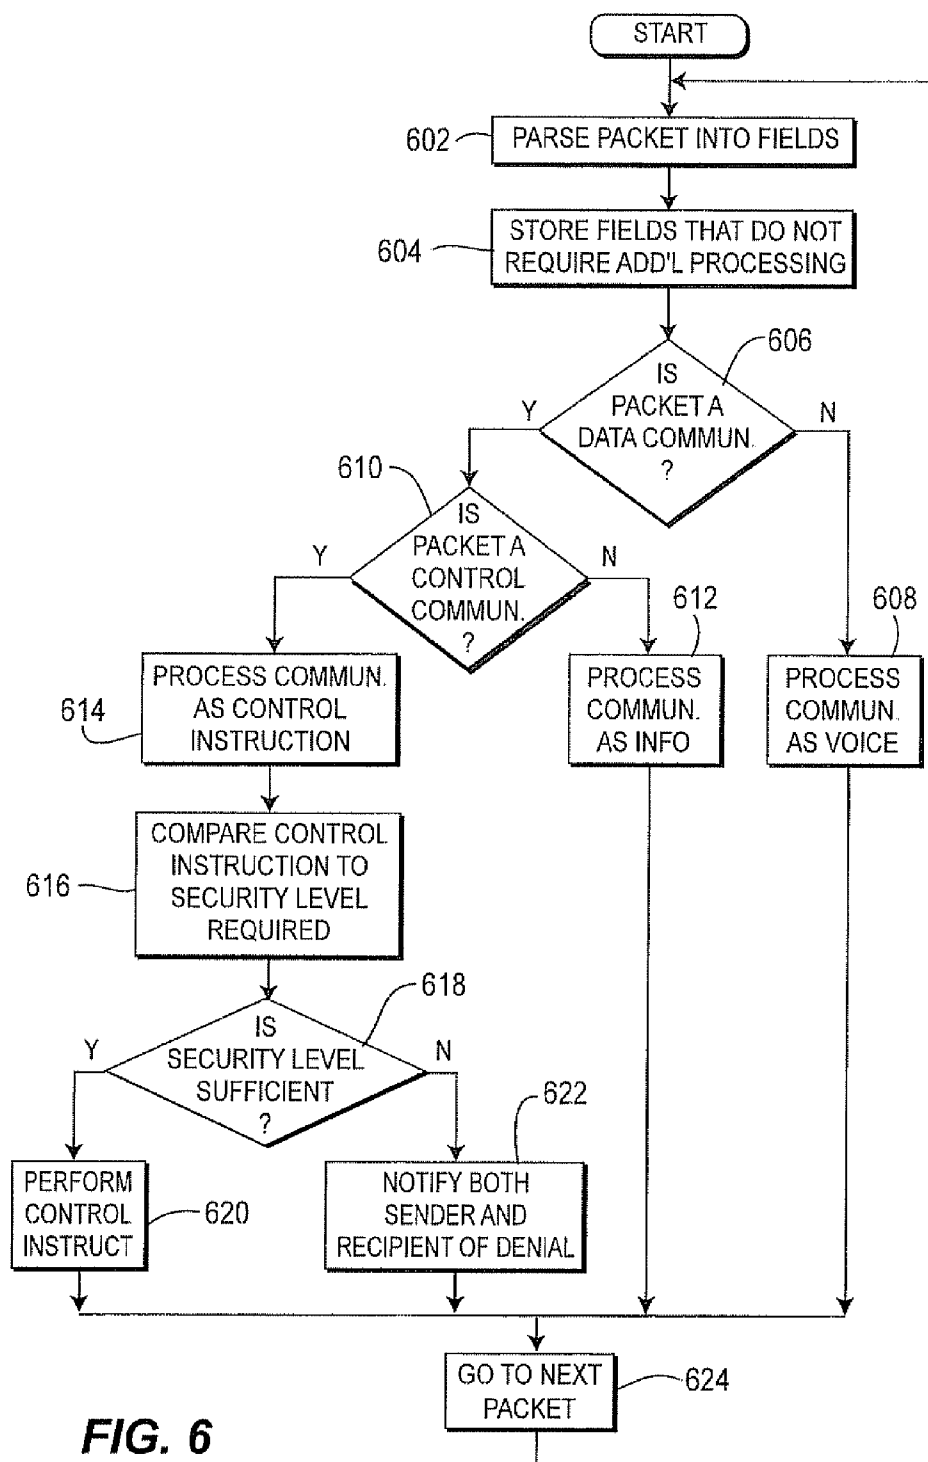 START
602
PARSE PACKET INTO FIELDS
604
STORE FIELDS THAT DO NOT
REQUIRE ADD'L PROCESSING
606
IS
PACKET A
DATA COMMUN.
?
Y
N
610
IS
PACKET A
CONTROL
COMMUN.
?
Y
N
612
608
614
PROCESS COMMUN.
AS CONTROL
INSTRUCTION
PROCESS
COMMUN.
AS INFO
PROCESS
COMMUN.
AS VOICE
616
COMPARE CONTROL
INSTRUCTION TO
SECURITY LEVEL
REQUIRED
618
IS
SECURITY LEVEL
SUFFICIENT
?
Y
N
622
PERFORM
CONTROL
INSTRUCT
620
NOTIFY BOTH
SENDER AND
RECIPIENT OF DENIAL
GO TO NEXT
PACKET
624
FIG. 6